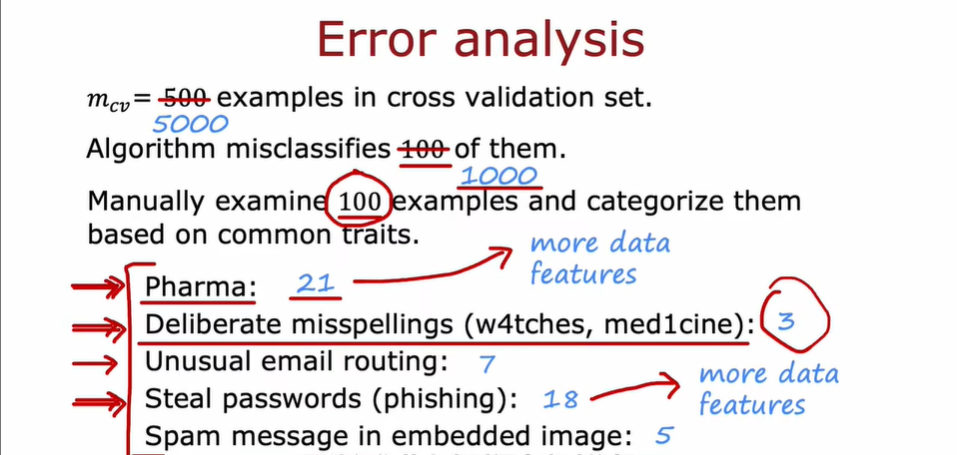 Error analysis
m_cv = 500 examples in cross validation set.
5000
Algorithm misclassifies 100 of them.
1000
Manually examine 100 examples and categorize them
based on common traits.
more data
features
Pharma: 21
Deliberate misspellings (w4tches, med1cine): 3
Unusual email routing: 7
more data
features
Steal passwords (phishing): 18
Spam message in embedded image: 5